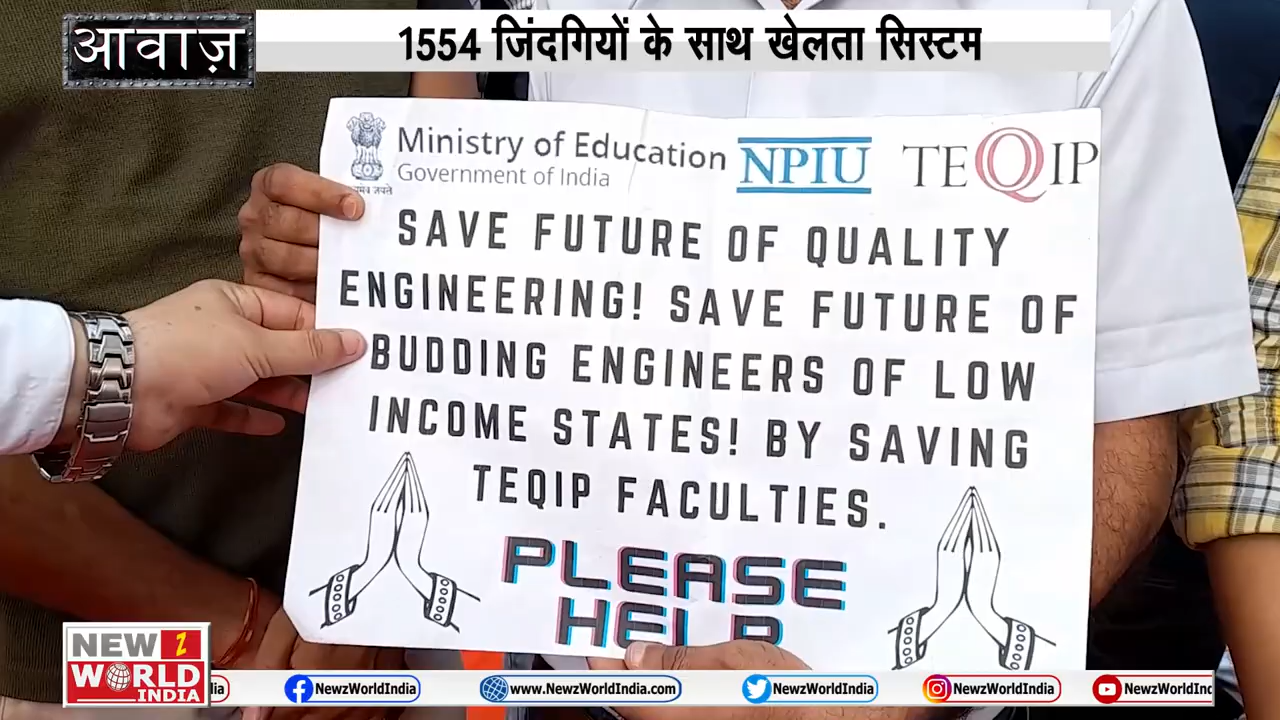 आवाज़
1554 जिंदगियों के साथ खेलता सिस्टम
Ministry of Education
Government of India
NPIU
TEQIP
SAVE FUTURE OF QUALITY
ENGINEERING! SAVE FUTURE OF
BUDDING ENGINEERS OF LOW
INCOME STATES! BY SAVING
TEQIP FACULTIES.
PLEASE
HELP
NEWZ
WORLD
INDIA
NewzWorldIndia
www.NewzWorldIndia.com
NewzWorldIndia
NewzWorldIndia